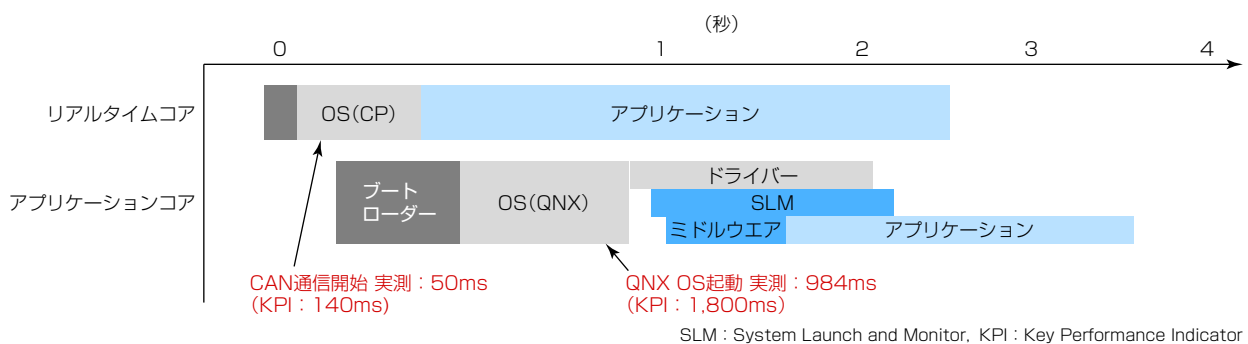 (秒)
0 1 2 3 4
リアルタイムコア
OS(CP)
アプリケーション
アプリケーションコア
ブート
ローダー
OS(QNX)
ドライバー
SLM
ミドルウエア
アプリケーション
CAN通信開始 実測：50ms
(KPI：140ms)
QNX OS起動 実測：984ms
(KPI：1,800ms)
SLM：System Launch and Monitor, KPI：Key Performance Indicator